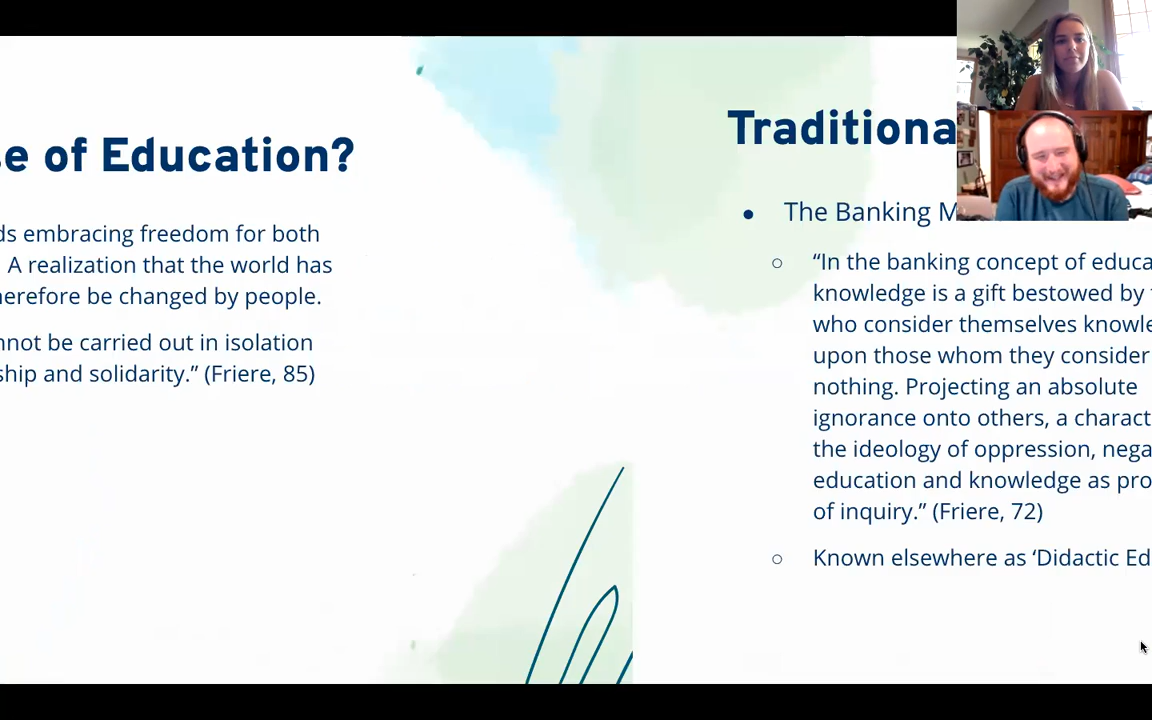 e of Education?
ds embracing freedom for both
A realization that the world has
herefore be changed by people.
nnot be carried out in isolation
ship and solidarity.” (Friere, 85)
Traditiona
• The Banking M
○ “In the banking concept of educa
knowledge is a gift bestowed by
who consider themselves knowle
upon those whom they consider
nothing. Projecting an absolute
ignorance onto others, a charact
the ideology of oppression, nega
education and knowledge as pro
of inquiry.” (Friere, 72)
○ Known elsewhere as ‘Didactic Ed